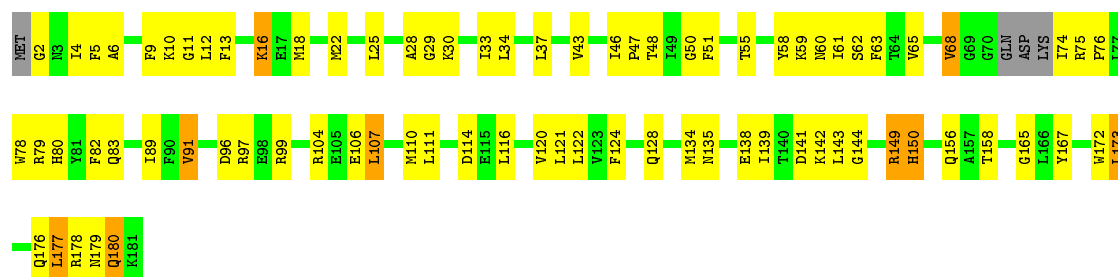 MET G2 N3 I4 F5 A6 F9 K10 G11 L12 F13 K16 E17 M18 M22 L25 A28 G29 K30 I33 L34 L37 V43 I46 P47 T48 I49 G50 F51 T55 Y58 K59 N60 I61 S62 F63 T64 V65 V68 G69 G70 GLN ASP LYS I74 R75 P76 L77
W78 R79 H80 Y81 F82 Q83 I89 F90 V91 D96 R97 E98 R99 R104 E105 E106 L107 M110 L111 D114 E115 L116 V120 L121 L122 V123 F124 Q128 M134 N135 E138 I139 T140 D141 K142 L143 G144 R149 H150 Q156 A157 T158 G165 L166 Y167 W172
Q176 L177 R178 N179 Q180 K181